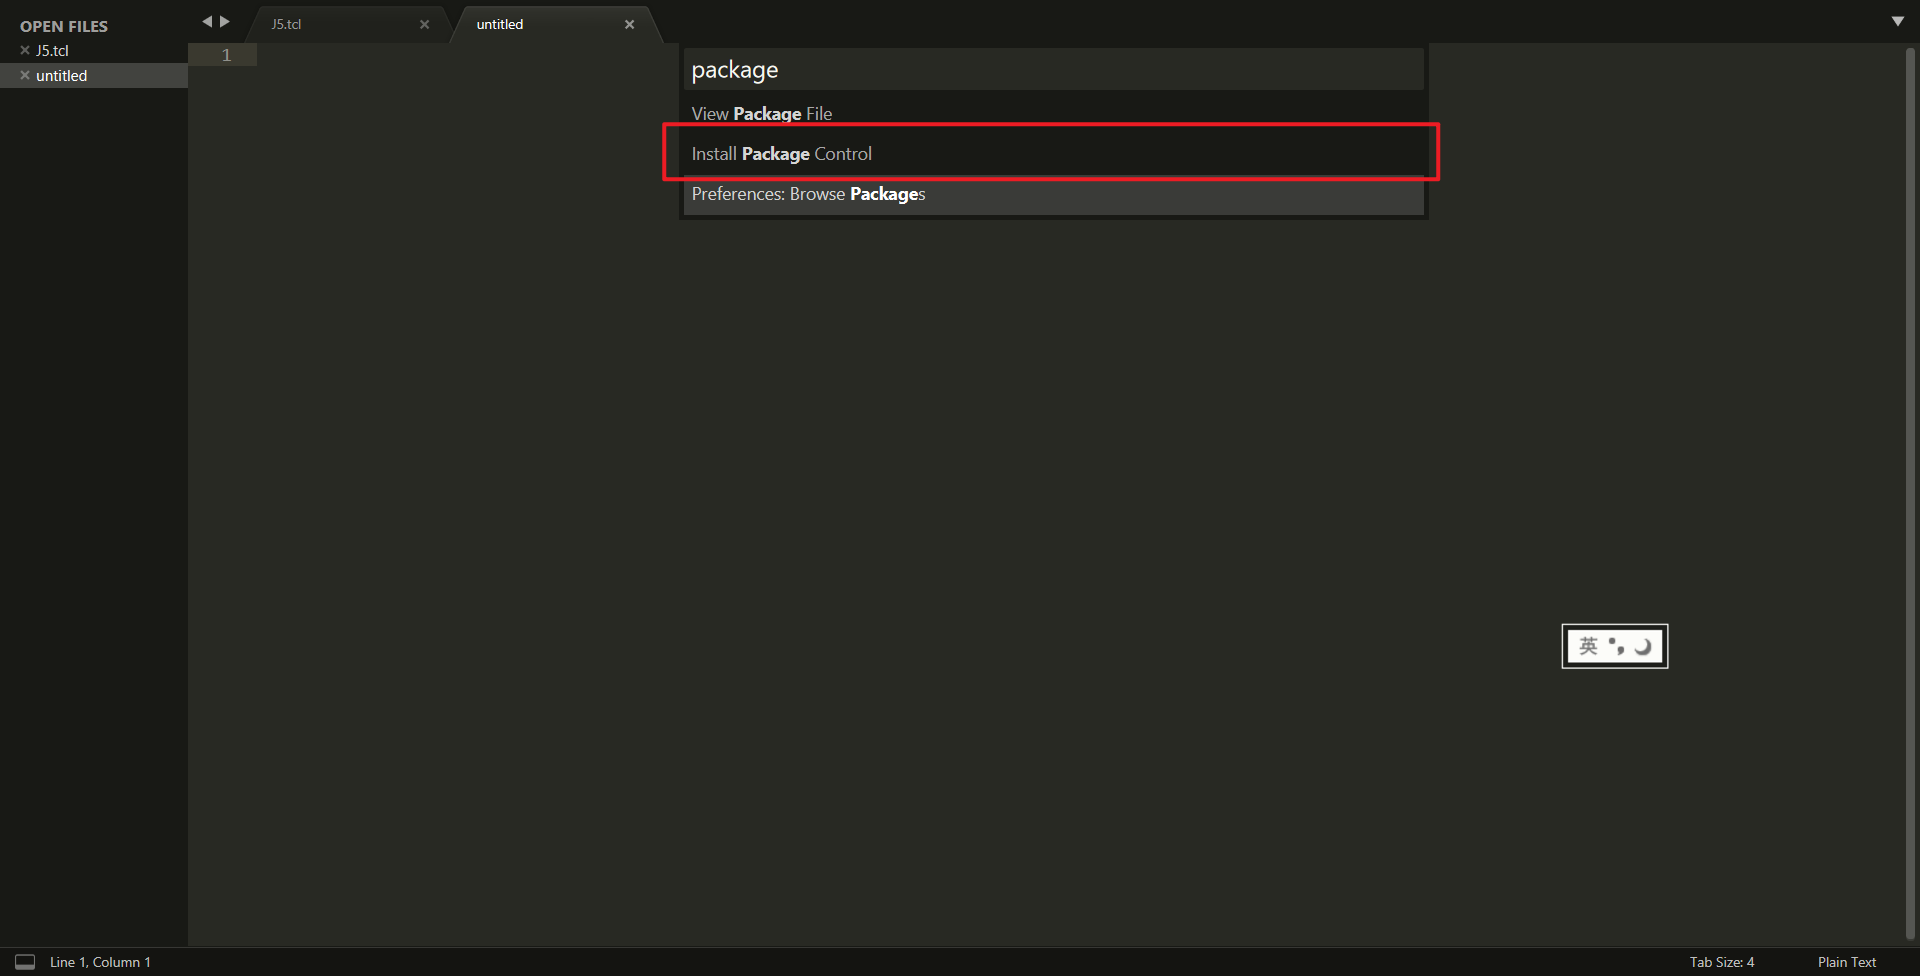 OPEN FILES
J5.tcl
untitled
J5.tcl
untitled
1
package
View Package File
Install Package Control
Preferences: Browse Packages
英
Line 1, Column 1
Tab Size: 4
Plain Text